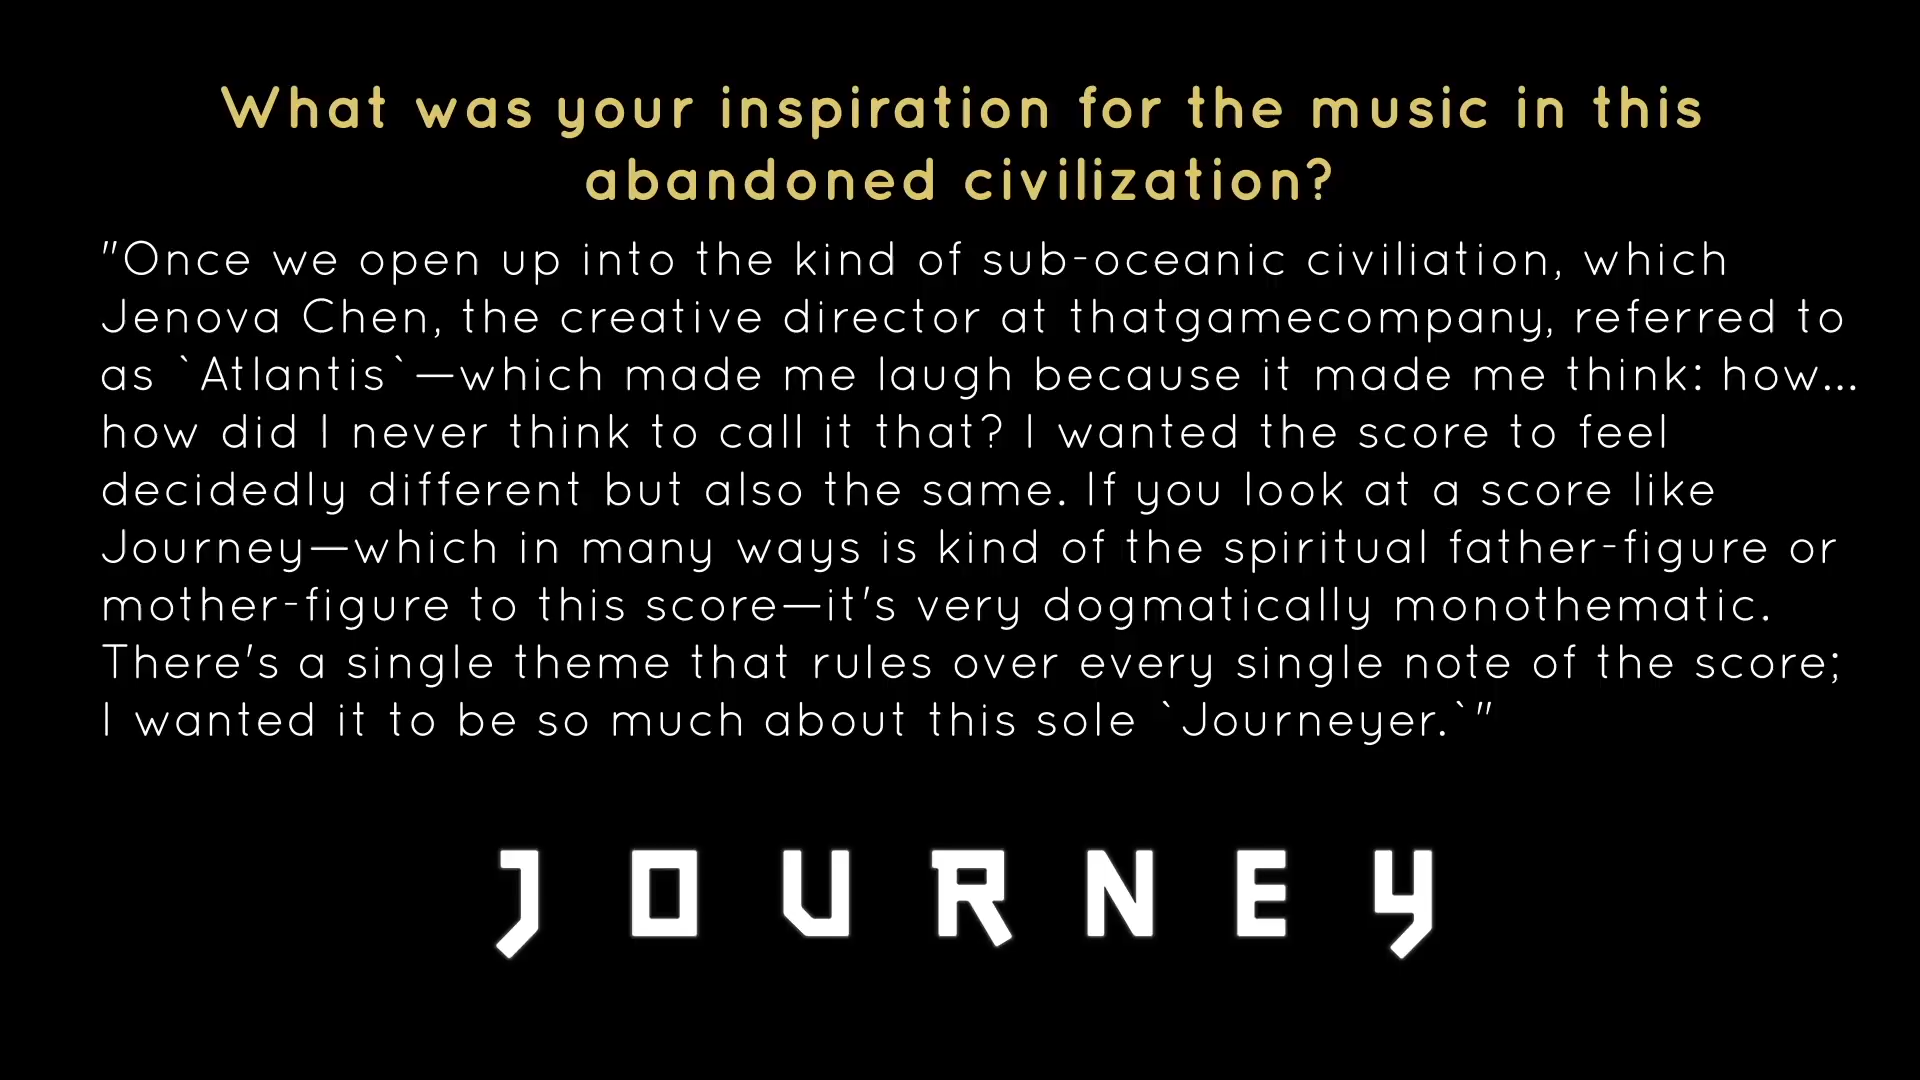 What was your inspiration for the music in this
abandoned civilization?
"Once we open up into the kind of sub-oceanic civiliation, which
Jenova Chen, the creative director at thatgamecompany, referred to
as `Atlantis`—which made me laugh because it made me think: how...
how did I never think to call it that? I wanted the score to feel
decidedly different but also the same. If you look at a score like
Journey—which in many ways is kind of the spiritual father-figure or
mother-figure to this score—it's very dogmatically monothematic.
There's a single theme that rules over every single note of the score;
I wanted it to be so much about this sole `Journeyer.`"
JOURNEY